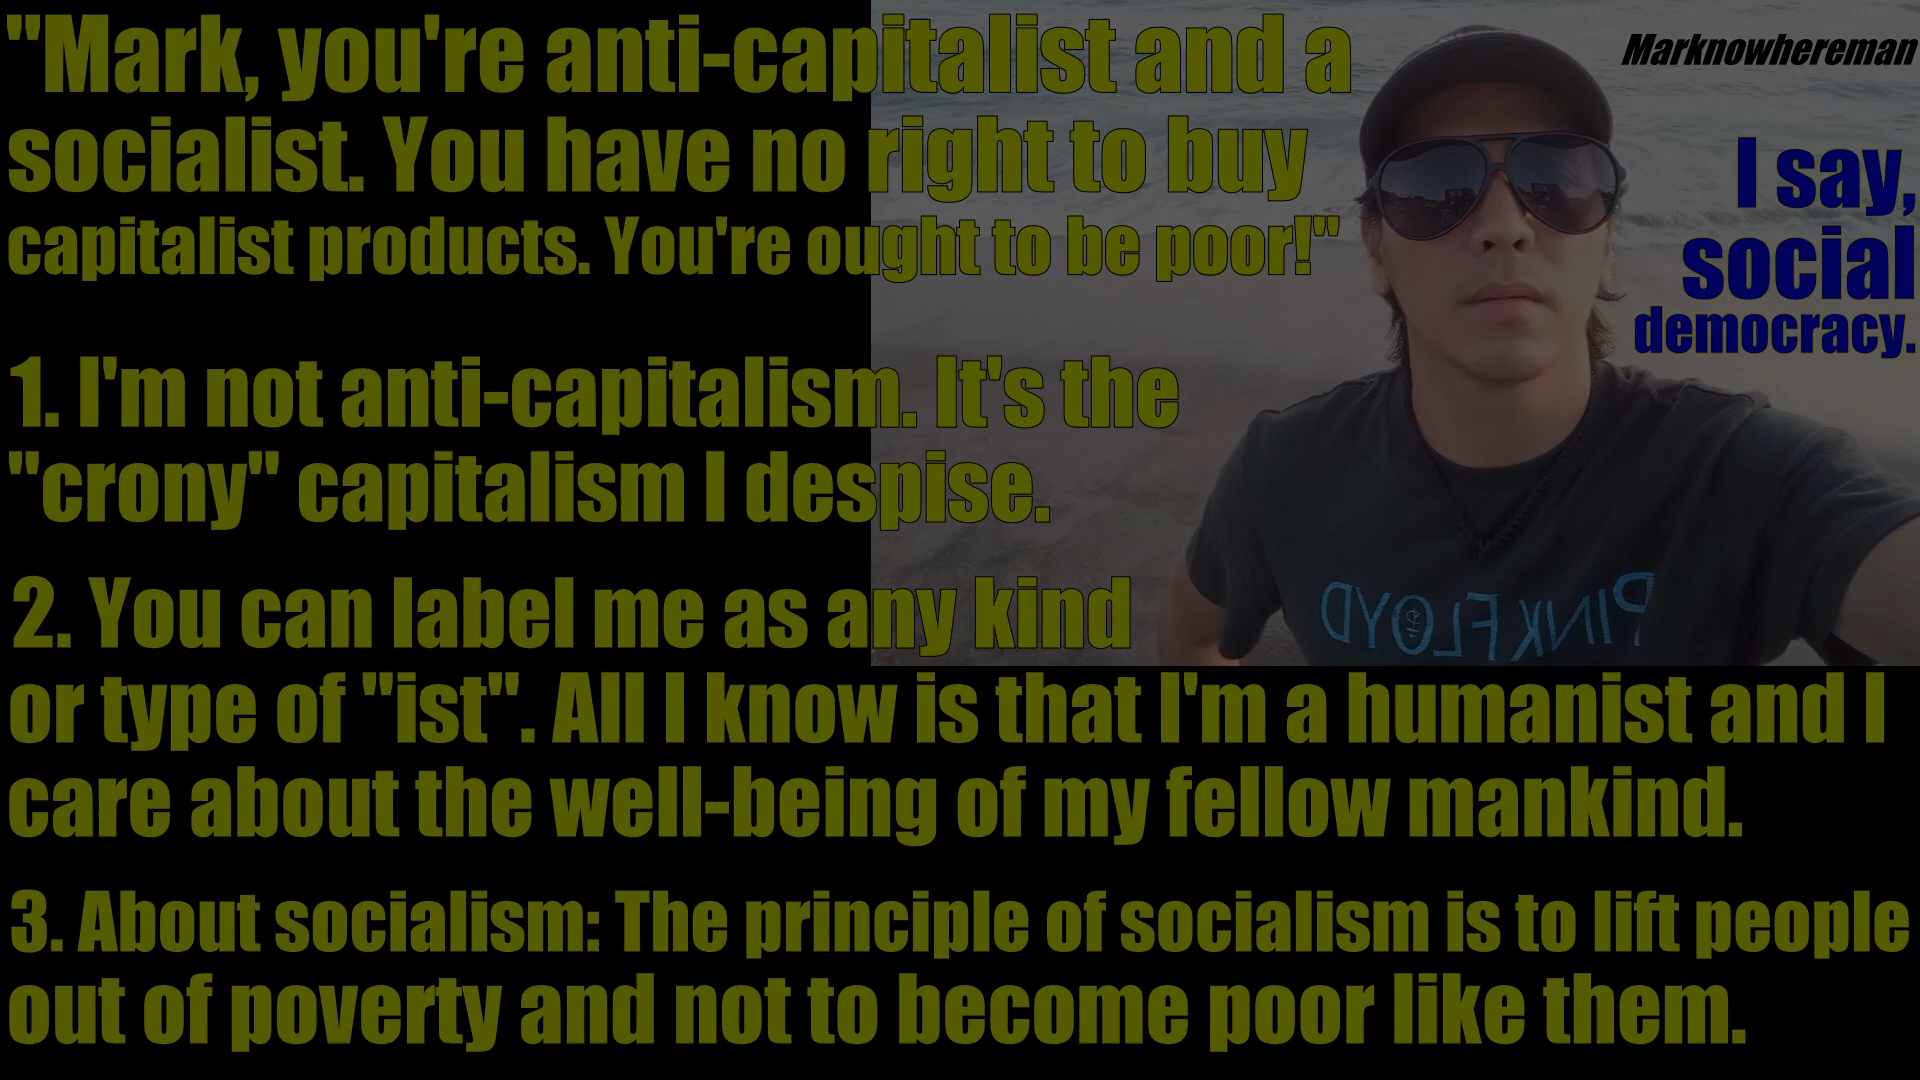 "Mark, you're anti-capitalist and a
socialist. You have no right to buy
capitalist products. You're ought to be poor!"
Marknowhereman
I say,
social
democracy.
1. I'm not anti-capitalism. It's the
"crony" capitalism I despise.
2. You can label me as any kind
or type of "ist". All I know is that I'm a humanist and I
care about the well-being of my fellow mankind.
3. About socialism: The principle of socialism is to lift people
out of poverty and not to become poor like them.
PINK FLOYD